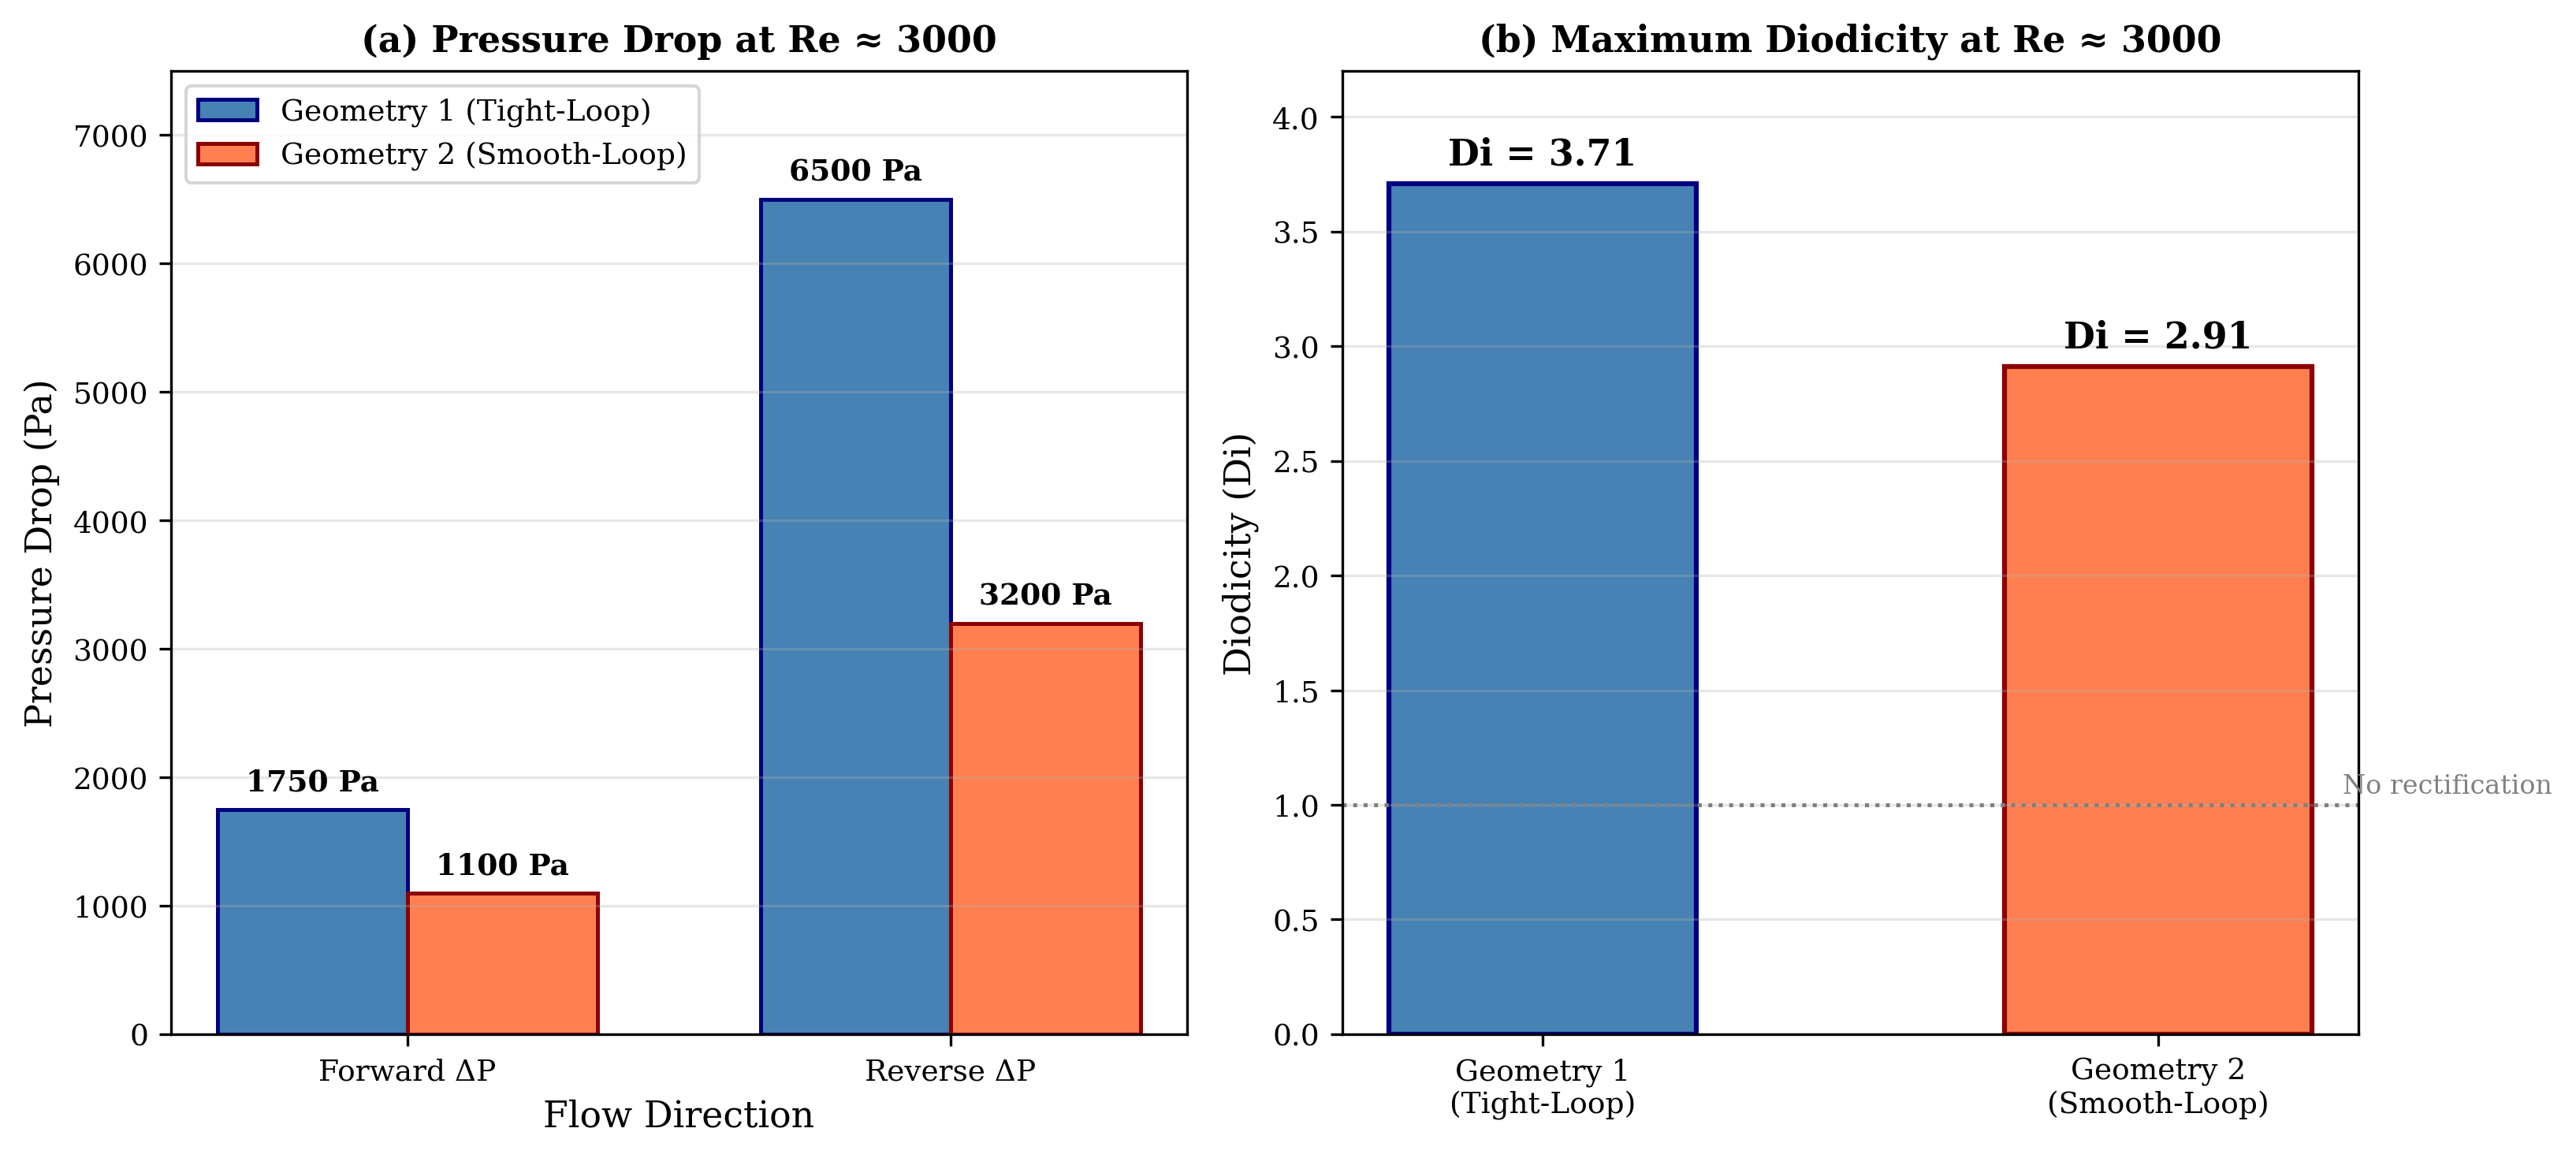 (a) Pressure Drop at Re ≈ 3000
Geometry 1 (Tight-Loop)
Geometry 2 (Smooth-Loop)
Pressure Drop (Pa)
7000
6000
5000
4000
3000
2000
1000
0
1750 Pa
1100 Pa
6500 Pa
3200 Pa
Forward ΔP
Reverse ΔP
Flow Direction
(b) Maximum Diodicity at Re ≈ 3000
Diodicity (Di)
4.0
3.5
3.0
2.5
2.0
1.5
1.0
0.5
0.0
Di = 3.71
Di = 2.91
No rectification
Geometry 1
(Tight-Loop)
Geometry 2
(Smooth-Loop)